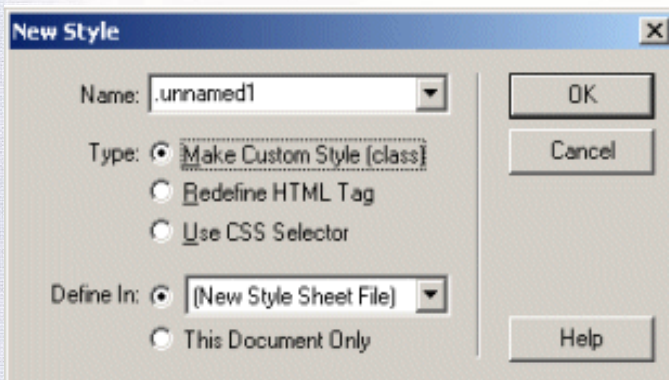 New Style
Name: .unnamed1
OK
Type: Make Custom Style (class)
Cancel
Redefine HTML Tag
Use CSS Selector
Define In: (New Style Sheet File)
This Document Only
Help